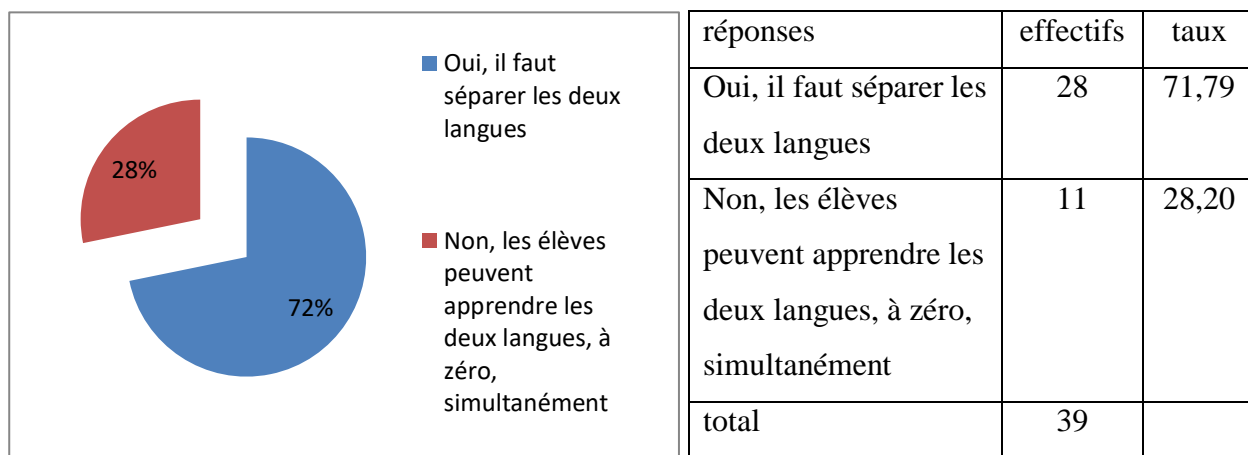 28%
72%
Oui, il faut
séparer les deux
langues
Non, les élèves
peuvent
apprendre les
deux langues, à
zéro,
simultanément
réponses effectifs taux
Oui, il faut séparer les 28 71,79
deux langues
Non, les élèves 11 28,20
peuvent apprendre les
deux langues, à zéro,
simultanément
total 39